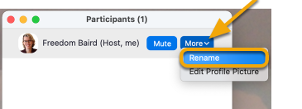 Participants (1)
Freedom Baird (Host, me) Mute More
Rename
Edit Profile Picture